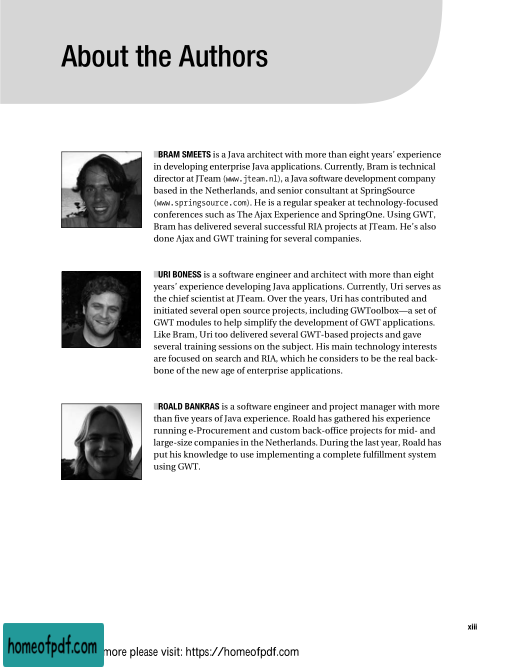 About the Authors
■BRAM SMEETS is a Java architect with more than eight years' experience
in developing enterprise Java applications. Currently, Bram is technical
director at JTeam (www.jteam.nl), a Java software development company
based in the Netherlands, and senior consultant at SpringSource
(www.springsource.com). He is a regular speaker at technology-focused
conferences such as The Ajax Experience and SpringOne. Using GWT,
Bram has delivered several successful RIA projects at JTeam. He's also
done Ajax and GWT training for several companies.
■URI BONESS is a software engineer and architect with more than eight
years' experience developing Java applications. Currently, Uri serves as
the chief scientist at JTeam. Over the years, Uri has contributed and
initiated several open source projects, including GWToolbox—a set of
GWT modules to help simplify the development of GWT applications.
Like Bram, Uri too delivered several GWT-based projects and gave
several training sessions on the subject. His main technology interests
are focused on search and RIA, which he considers to be the real back-
bone of the new age of enterprise applications.
■ROALD BANKRAS is a software engineer and project manager with more
than five years of Java experience. Roald has gathered his experience
running e-Procurement and custom back-office projects for mid- and
large-size companies in the Netherlands. During the last year, Roald has
put his knowledge to use implementing a complete fulfillment system
using GWT.
xiii
homeofpdf.com more please visit: https://homeofpdf.com